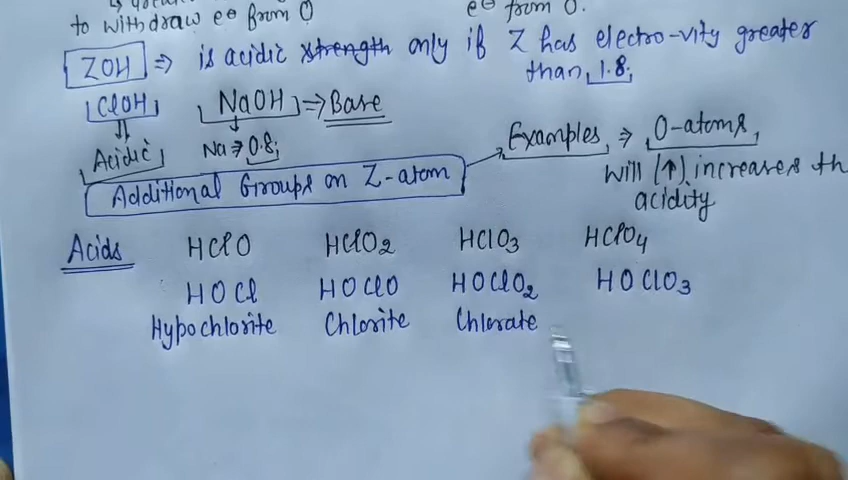 to withdraw e⊖ from O
e⊖ from O.
ZOH ⇒ is acidic strength only if Z has electro-vity greater
than 1.8,
ClOH NaOH ⇒ Base
Acidic Na ⇒ 0.8,
Examples, ⇒ O-atoms,
will (↑) increases th
acidity
Additional Groups on Z-atom
Acids HClO HClO2 HClO3 HClO4
HOCl HOClO HOClO2 HOClO3
Hypochlorite Chlorite Chlorate